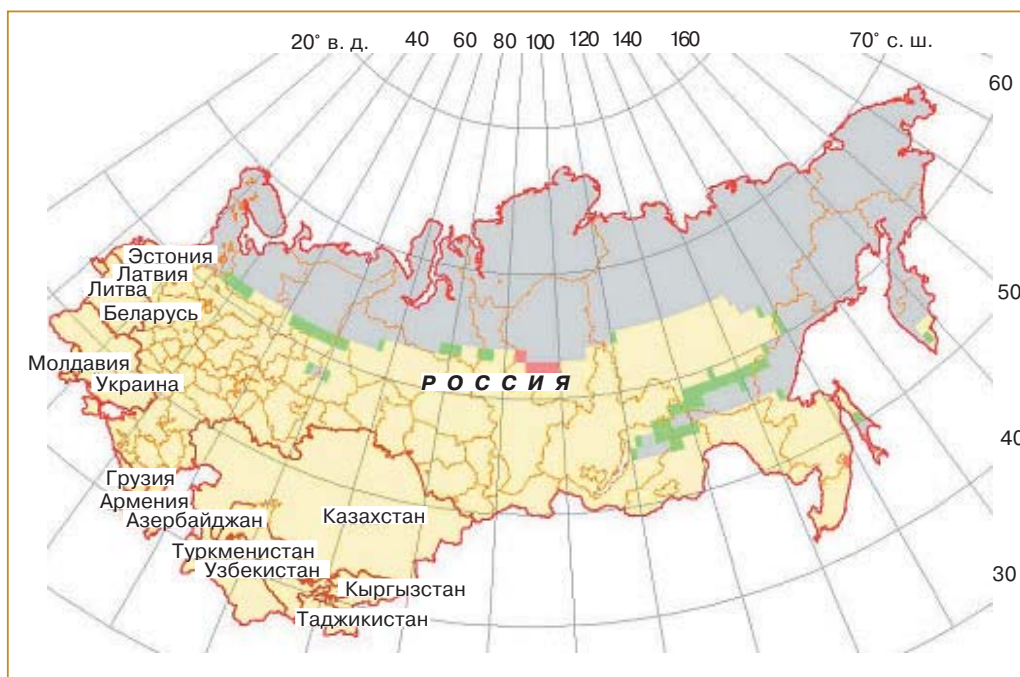 20° в. д. 40 60 80 100 120 140 160 70° с. ш.
60
50
40
30
Эстония
Латвия
Литва
Беларусь
Молдавия
Украина
РОССИЯ
Грузия
Армения
Азербайджан
Казахстан
Туркменистан
Узбекистан
Кыргызстан
Таджикистан